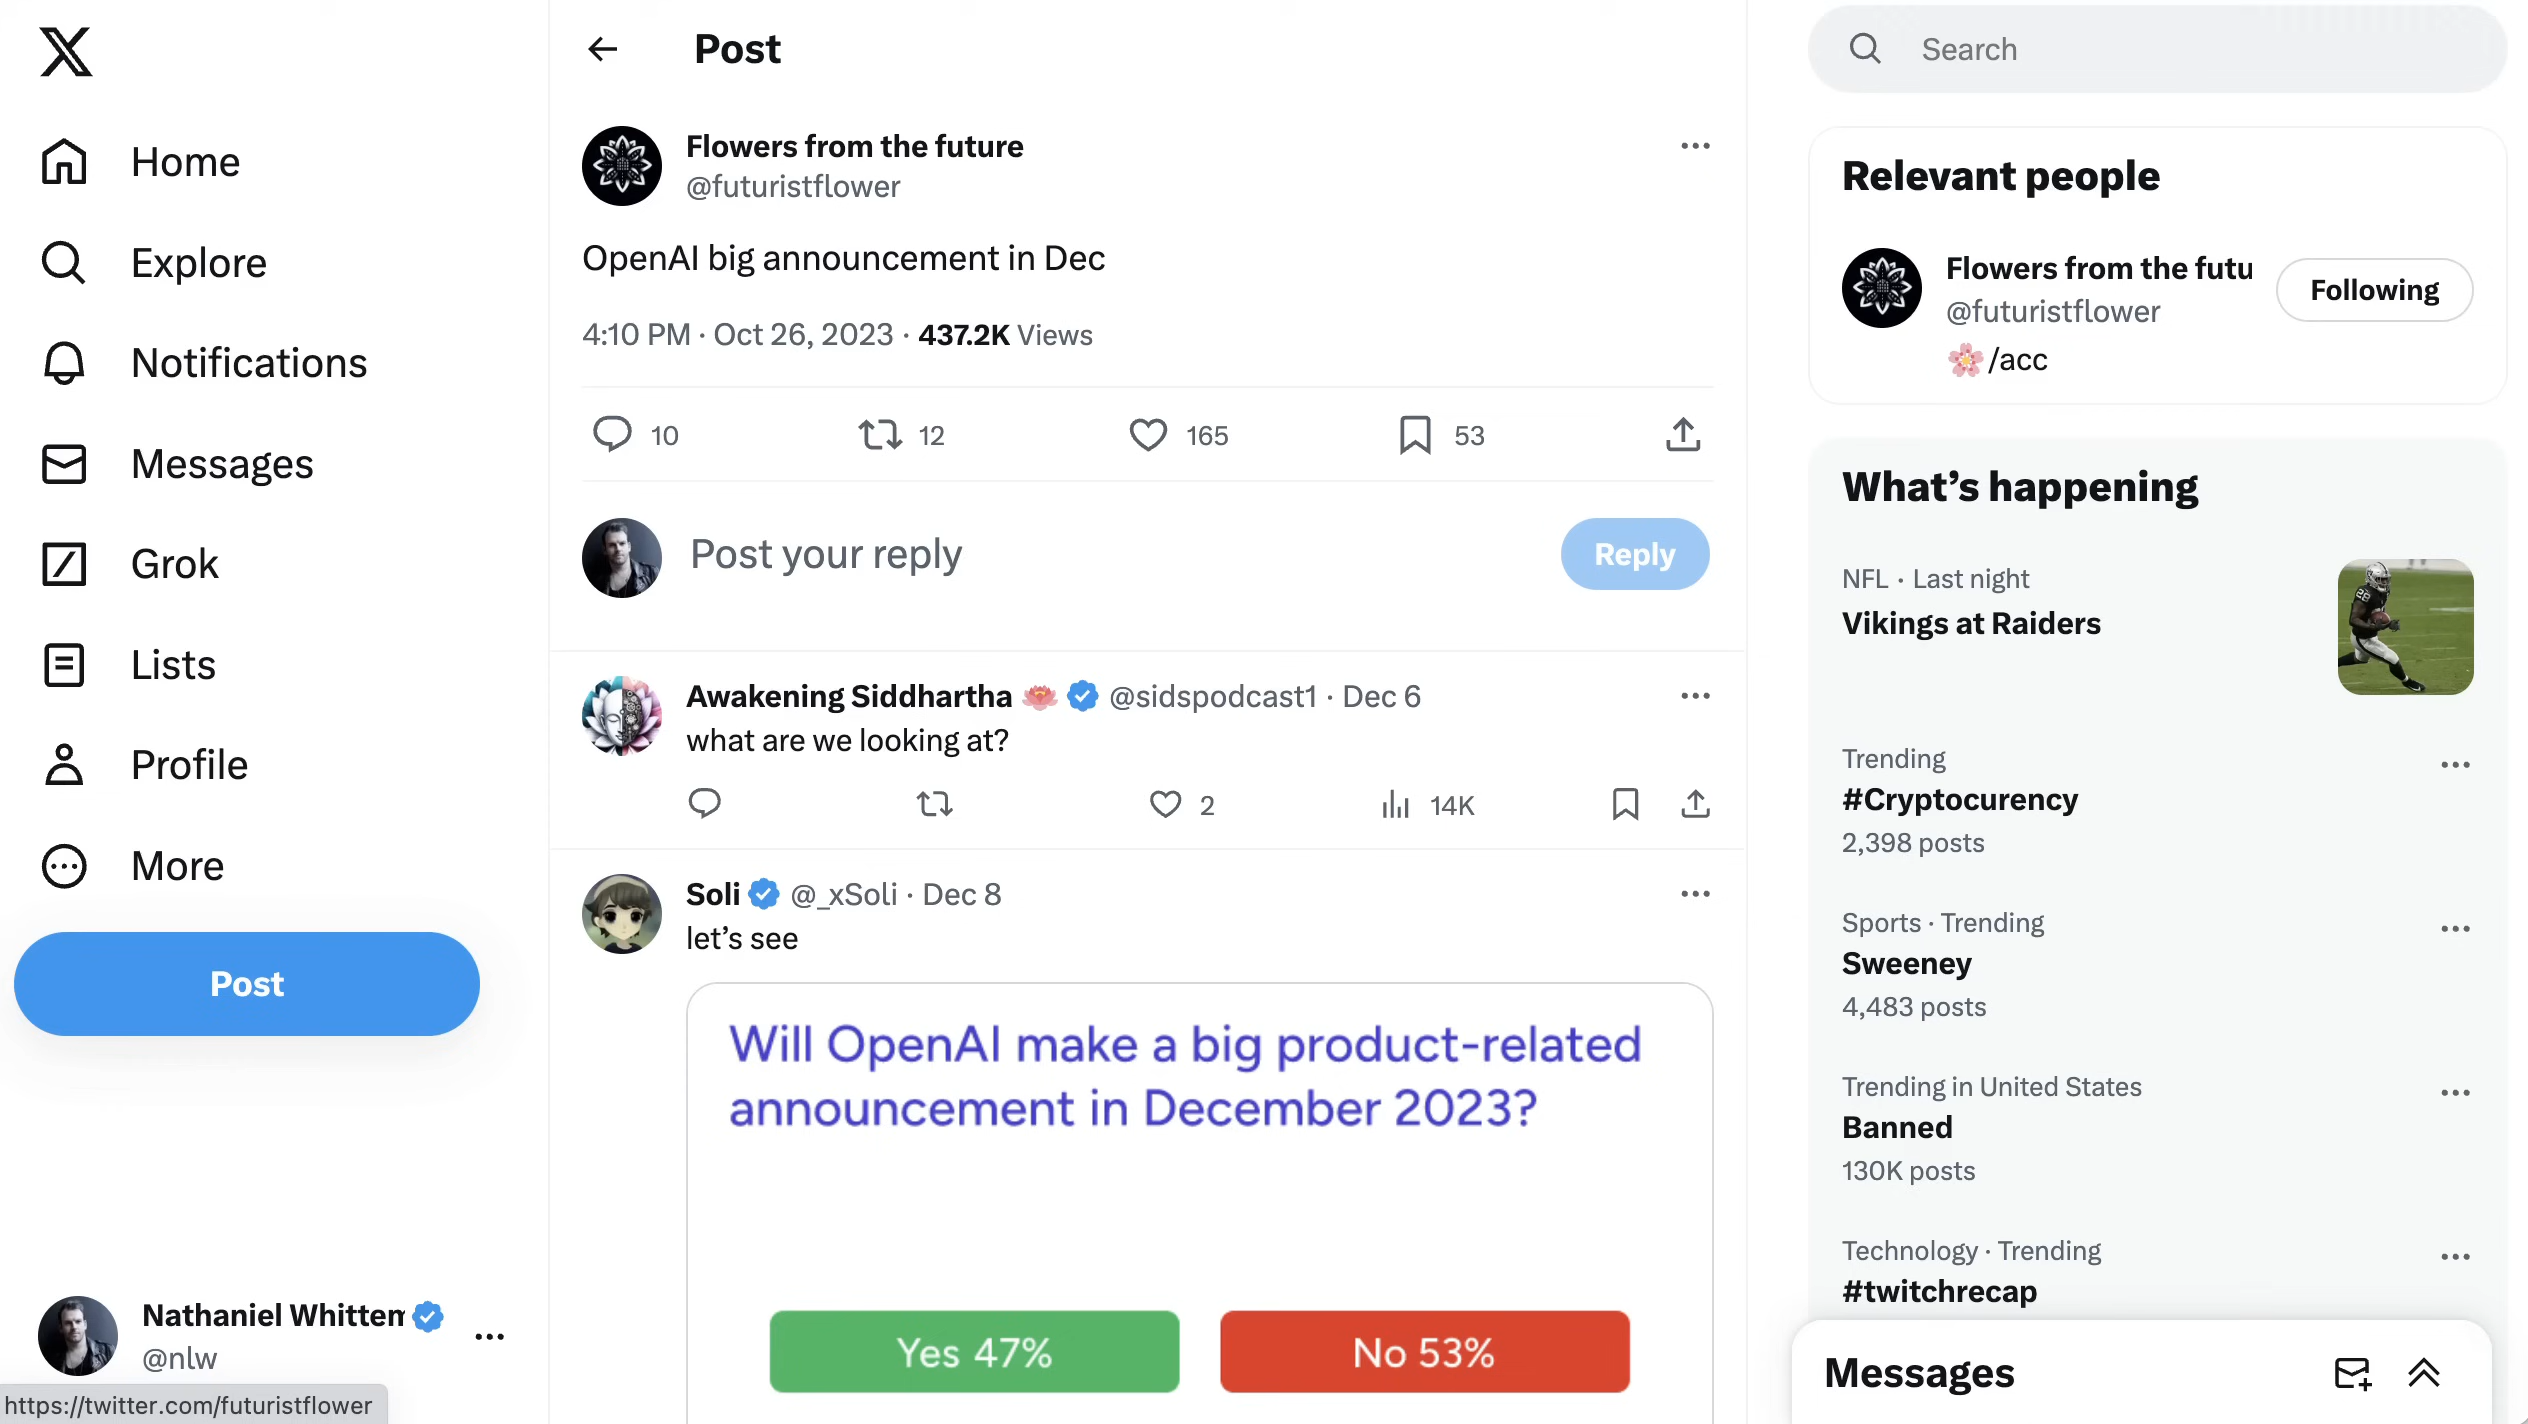 Home
Explore
Notifications
Messages
Grok
Lists
Profile
More
Post
Nathaniel Whittem
@nlw
https://twitter.com/futuristflower
Post
Flowers from the future
@futuristflower
OpenAI big announcement in Dec
4:10 PM · Oct 26, 2023 · 437.2K Views
10 12 165 53
Post your reply Reply
Awakening Siddhartha @sidspodcast1 · Dec 6
what are we looking at?
2 14K
Soli @_xSoli · Dec 8
let’s see
Will OpenAI make a big product-related
announcement in December 2023?
Yes 47% No 53%
Search
Relevant people
Flowers from the futu
@futuristflower
/acc
Following
What’s happening
NFL · Last night
Vikings at Raiders
28
Trending
#Cryptocurency
2,398 posts
Sports · Trending
Sweeney
4,483 posts
Trending in United States
Banned
130K posts
Technology · Trending
#twitchrecap
Messages